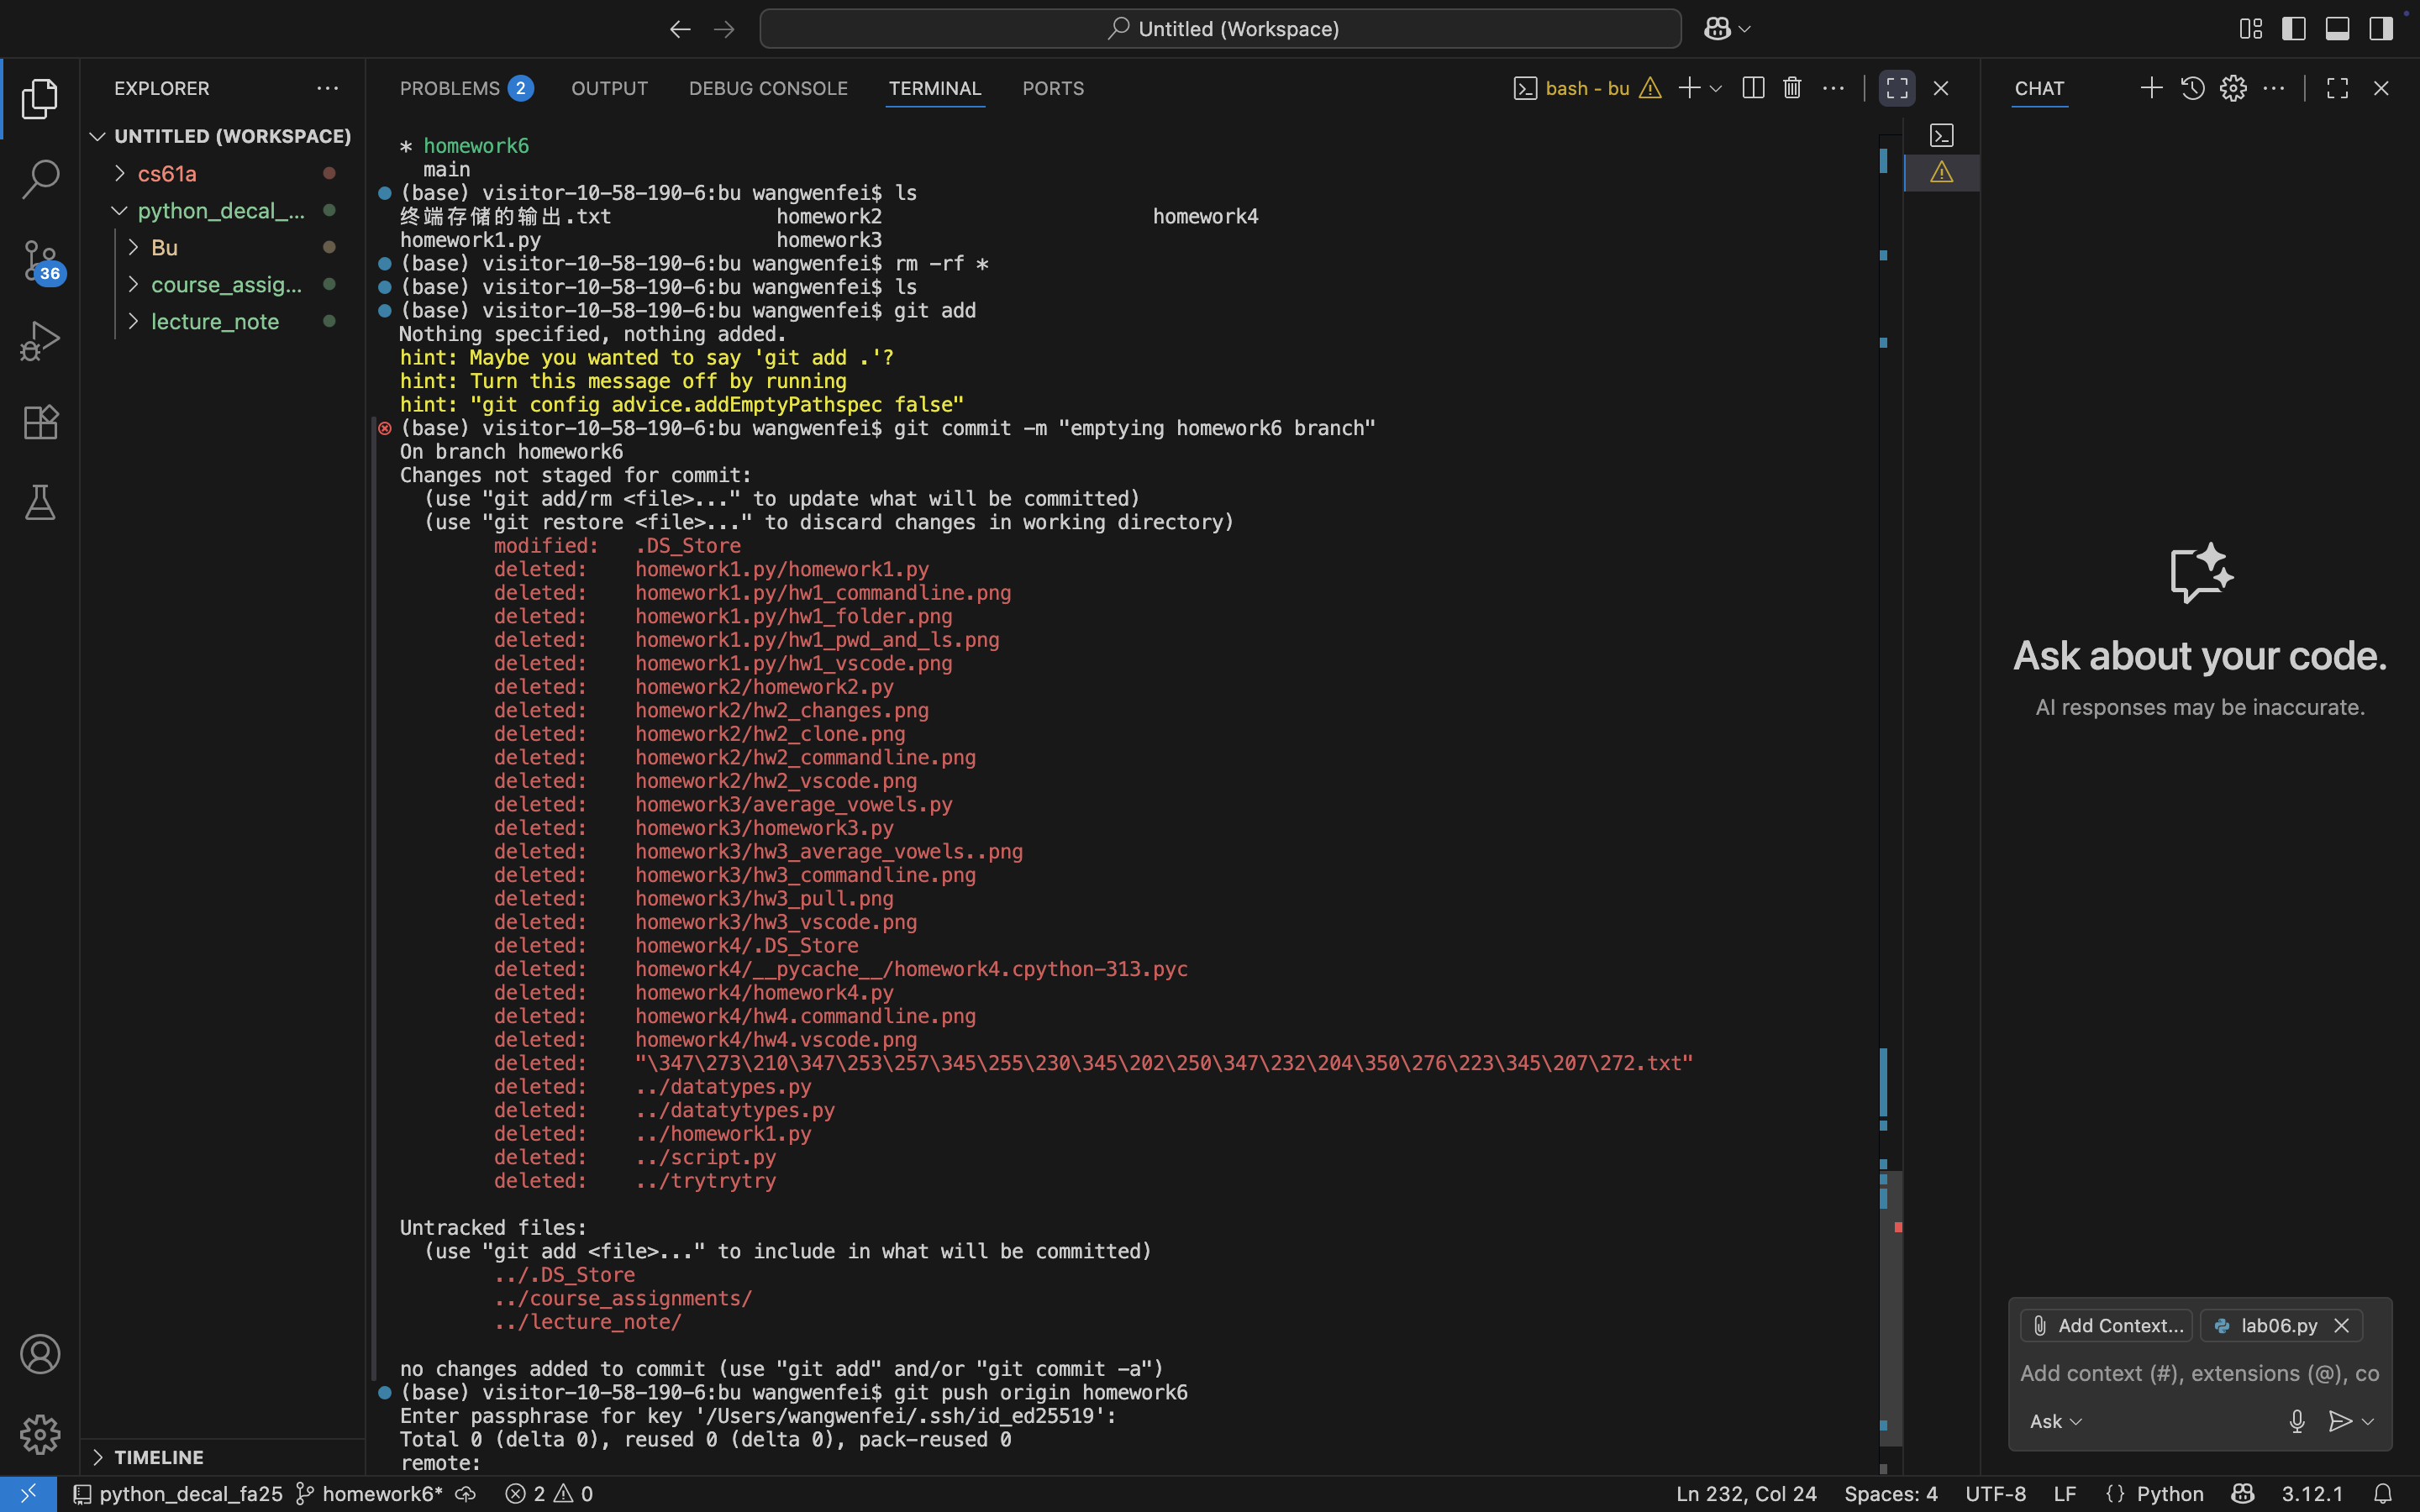 Untitled (Workspace)
EXPLORER
UNTITLED (WORKSPACE)
cs61a
python_decal_...
Bu
course_assig...
lecture_note
36
TIMELINE
PROBLEMS 2 OUTPUT DEBUG CONSOLE TERMINAL PORTS
bash - bu
* homework6
main
(base) visitor-10-58-190-6:bu wangwenfei$ ls
终端存储的输出.txt homework2 homework4
homework1.py homework3
(base) visitor-10-58-190-6:bu wangwenfei$ rm -rf *
(base) visitor-10-58-190-6:bu wangwenfei$ ls
(base) visitor-10-58-190-6:bu wangwenfei$ git add
Nothing specified, nothing added.
hint: Maybe you wanted to say 'git add .'?
hint: Turn this message off by running
hint: "git config advice.addEmptyPathspec false"
(base) visitor-10-58-190-6:bu wangwenfei$ git commit -m "emptying homework6 branch"
On branch homework6
Changes not staged for commit:
(use "git add/rm <file>..." to update what will be committed)
(use "git restore <file>..." to discard changes in working directory)
modified: .DS_Store
deleted: homework1.py/homework1.py
deleted: homework1.py/hw1_commandline.png
deleted: homework1.py/hw1_folder.png
deleted: homework1.py/hw1_pwd_and_ls.png
deleted: homework1.py/hw1_vscode.png
deleted: homework2/homework2.py
deleted: homework2/hw2_changes.png
deleted: homework2/hw2_clone.png
deleted: homework2/hw2_commandline.png
deleted: homework2/hw2_vscode.png
deleted: homework3/average_vowels.py
deleted: homework3/homework3.py
deleted: homework3/hw3_average_vowels..png
deleted: homework3/hw3_commandline.png
deleted: homework3/hw3_pull.png
deleted: homework3/hw3_vscode.png
deleted: homework4/.DS_Store
deleted: homework4/__pycache__/homework4.cpython-313.pyc
deleted: homework4/homework4.py
deleted: homework4/hw4.commandline.png
deleted: homework4/hw4.vscode.png
deleted: "\347\273\210\347\253\257\345\255\230\345\202\250\347\232\204\350\276\223\345\207\272.txt"
deleted: ../datatypes.py
deleted: ../datatytypes.py
deleted: ../homework1.py
deleted: ../script.py
deleted: ../trytrytry
Untracked files:
(use "git add <file>..." to include in what will be committed)
../.DS_Store
../course_assignments/
../lecture_note/
no changes added to commit (use "git add" and/or "git commit -a")
(base) visitor-10-58-190-6:bu wangwenfei$ git push origin homework6
Enter passphrase for key '/Users/wangwenfei/.ssh/id_ed25519':
Total 0 (delta 0), reused 0 (delta 0), pack-reused 0
remote:
CHAT
Ask about your code.
AI responses may be inaccurate.
Add Context... lab06.py
Add context (#), extensions (@), co
Ask
python_decal_fa25 homework6* 2 0 Ln 232, Col 24 Spaces: 4 UTF-8 LF {} Python 3.12.1